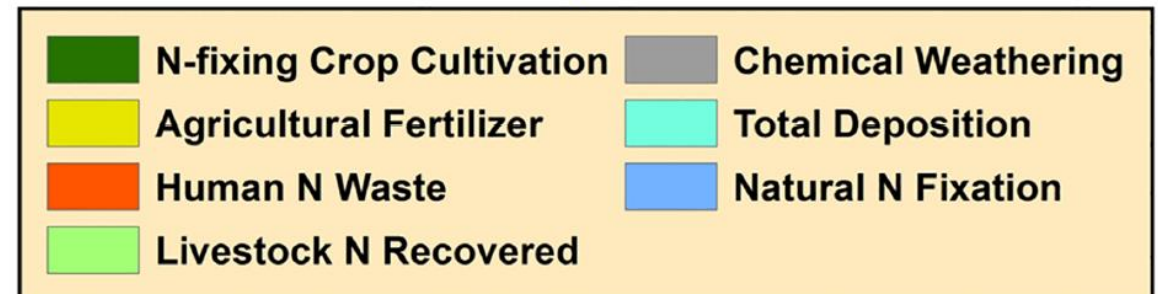 N-fixing Crop Cultivation
Agricultural Fertilizer
Human N Waste
Livestock N Recovered
Chemical Weathering
Total Deposition
Natural N Fixation